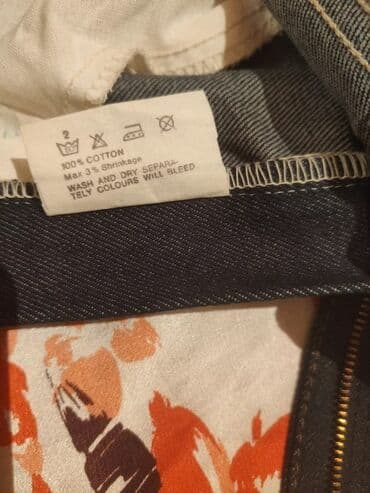 2
100% COTTON
Max 3% Shrinkage
WASH AND DRY SEPARA-
TELY COLOURS WILL BLEED